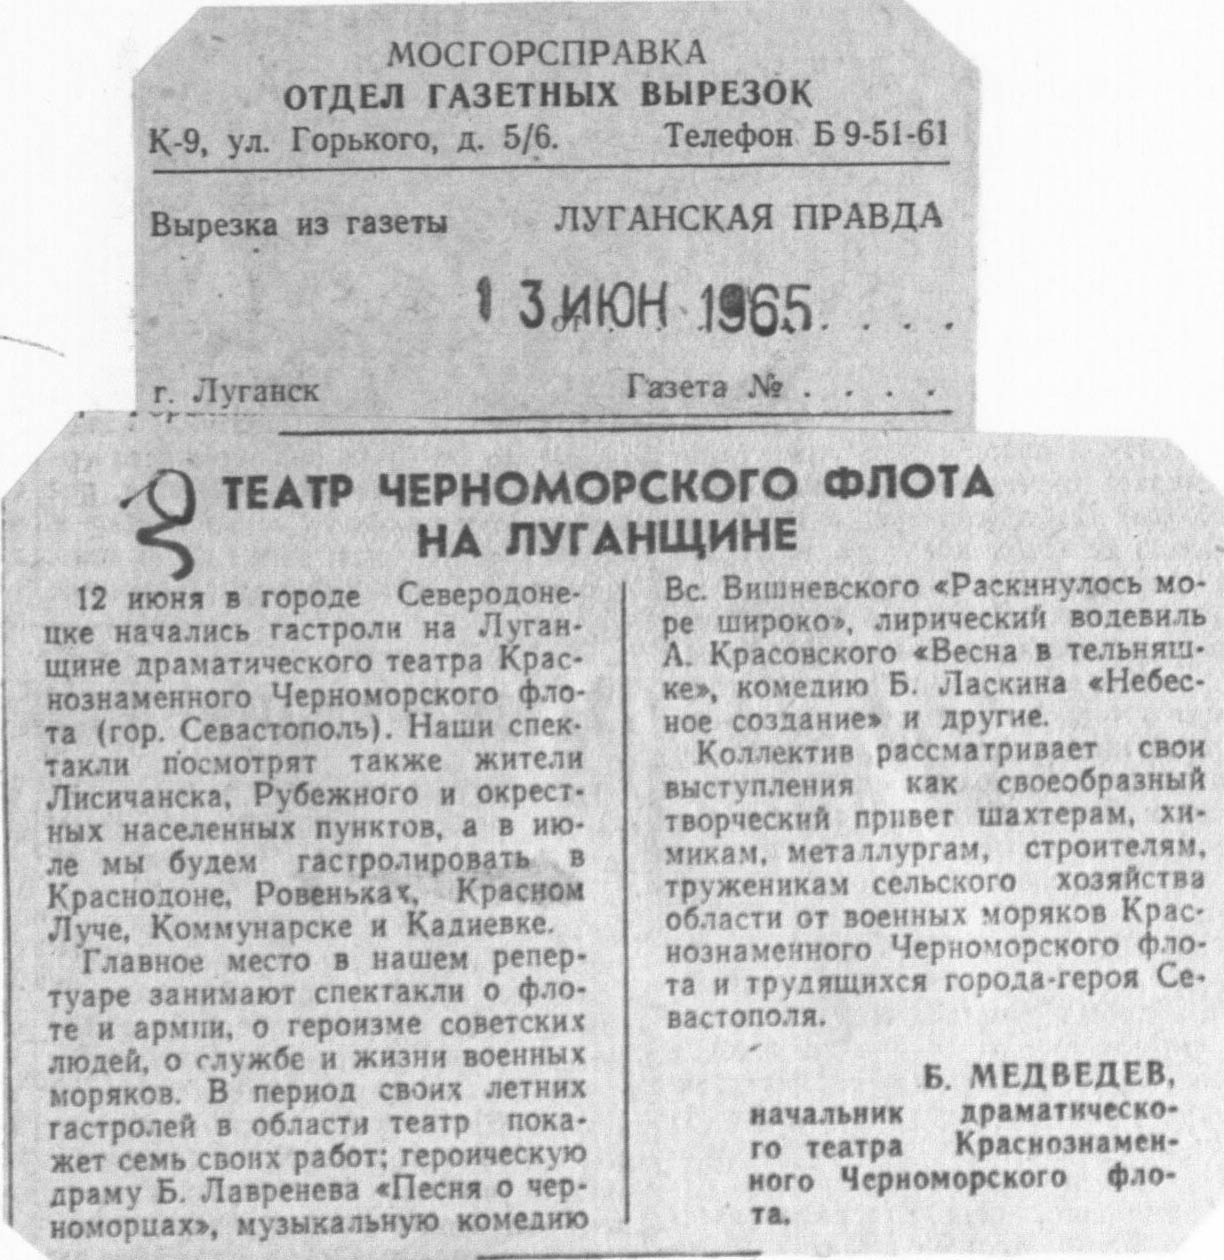 МОСГОРСПРАВКА
ОТДЕЛ ГАЗЕТНЫХ ВЫРЕЗОК
К-9, ул. Горького, д. 5/6. Телефон Б 9-51-61
Вырезка из газеты ЛУГАНСКАЯ ПРАВДА
от 13 ИЮН 1965 . . . .
г. Луганск Газета № . . . .
ТЕАТР ЧЕРНОМОРСКОГО ФЛОТА
НА ЛУГАНЩИНЕ
12 июня в городе Северодоне-
цке начались гастроли на Луган-
щине драматического театра Крас-
нознаменного Черноморского фло-
та (гор. Севастополь). Наши спек-
такли посмотрят также жители
Лисичанска, Рубежного и окрест-
ных населенных пунктов, а в ию-
ле мы будем гастролировать в
Краснодоне, Ровеньках, Красном
Луче, Коммунарске и Кадиевке.
Главное место в нашем репер-
туаре занимают спектакли о фло-
те и армии, о героизме советских
людей, о службе и жизни военных
моряков. В период своих летних
гастролей в области театр пока-
жет семь своих работ: героическую
драму Б. Лавренева «Песня о чер-
номорцах», музыкальную комедию
Вс. Вишневского «Раскинулось мо-
ре широко», лирический водевиль
А. Красовского «Весна в тельняш-
ке», комедию Б. Ласкина «Небес-
ное создание» и другие.
Коллектив рассматривает свои
выступления как своеобразный
творческий привет шахтерам, хи-
микам, металлургам, строителям,
труженикам сельского хозяйства
области от военных моряков Крас-
нознаменного Черноморского фло-
та и трудящихся города-героя Се-
вастополя.
Б. МЕДВЕДЕВ,
начальник драматическо-
го театра Краснознамен-
ного Черноморского фло-
та.